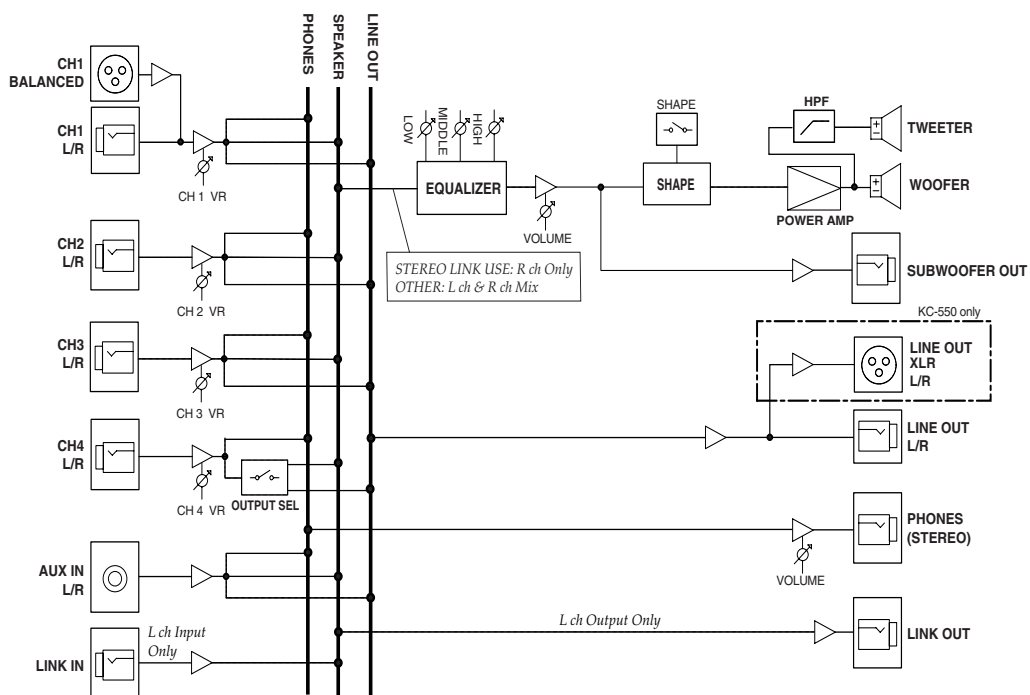 PHONES
SPEAKER
LINE OUT
CH1
BALANCED
CH1
L/R
CH 1 VR
CH2
L/R
CH 2 VR
CH3
L/R
CH 3 VR
CH4
L/R
CH 4 VR
OUTPUT SEL
AUX IN
L/R
LINK IN
L ch Input
Only
LOW
MIDDLE
HIGH
EQUALIZER
VOLUME
STEREO LINK USE: R ch Only
OTHER: L ch & R ch Mix
SHAPE
SHAPE
HPF
TWEETER
WOOFER
POWER AMP
SUBWOOFER OUT
KC-550 only
LINE OUT
XLR
L/R
LINE OUT
L/R
PHONES
(STEREO)
VOLUME
L ch Output Only
LINK OUT